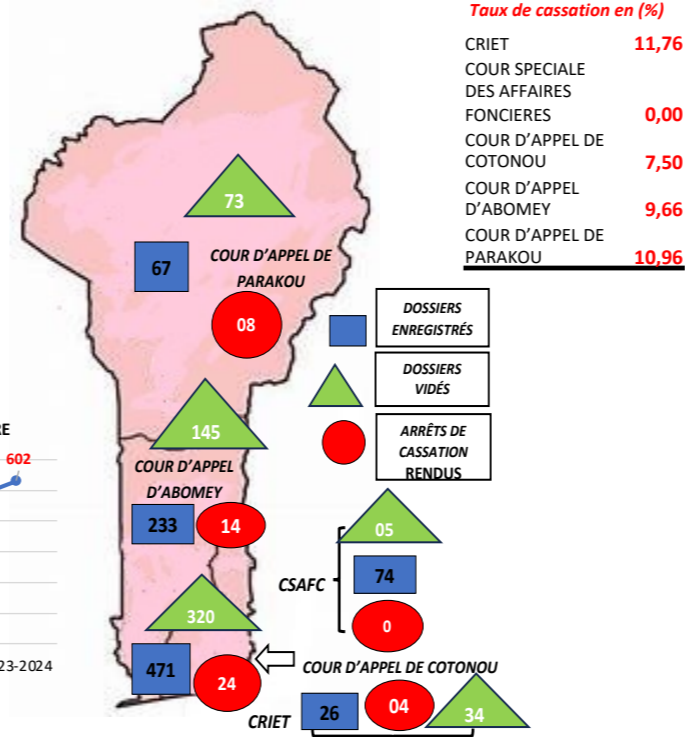 Taux de cassation en (%)
CRIET 11,76
COUR SPECIALE
DES AFFAIRES
FONCIERES 0,00
COUR D'APPEL DE
COTONOU 7,50
COUR D'APPEL
D'ABOMEY 9,66
COUR D'APPEL DE
PARAKOU 10,96
73
67
COUR D'APPEL DE
PARAKOU
08
DOSSIERS
ENREGISTRÉS
DOSSIERS
VIDÉS
ARRÊTS DE
CASSATION
RENDUS
145
COUR D'APPEL
D'ABOMEY
233
14
RE
602
23-2024
05
CSAFC
74
0
320
471
24
COUR D'APPEL DE COTONOU
CRIET
26
04
34